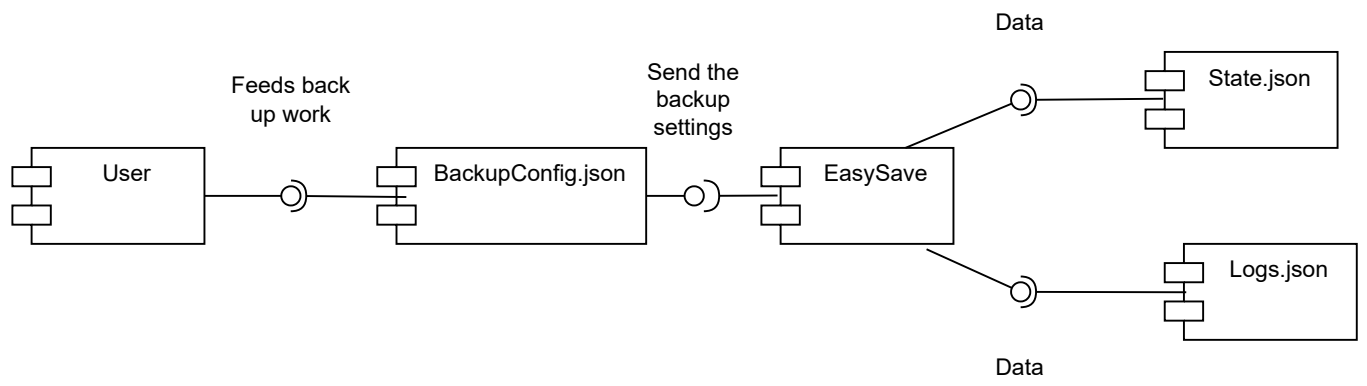 Data
State.json
Send the
backup
settings
Feeds back
up work
User
BackupConfig.json
EasySave
Logs.json
Data